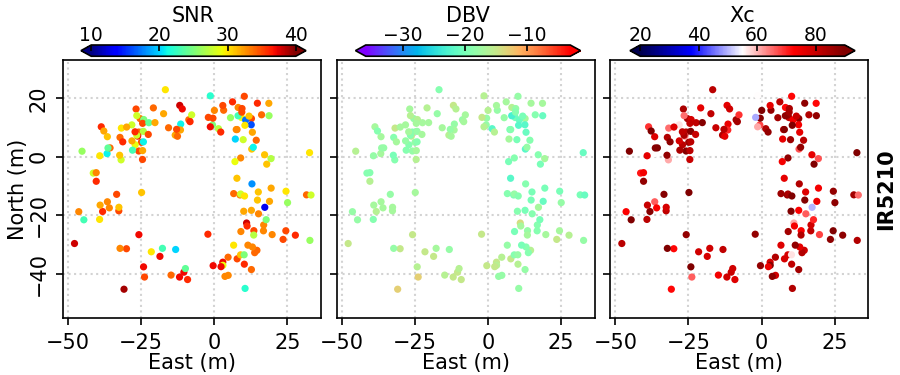 SNR DBV Xc
10 20 30 40 −30 −20 −10 20 40 60 80
20
0
−20
−40
North (m)
IR5210
−50 −25 0 25 −50 −25 0 25 −50 −25 0 25
East (m) East (m) East (m)